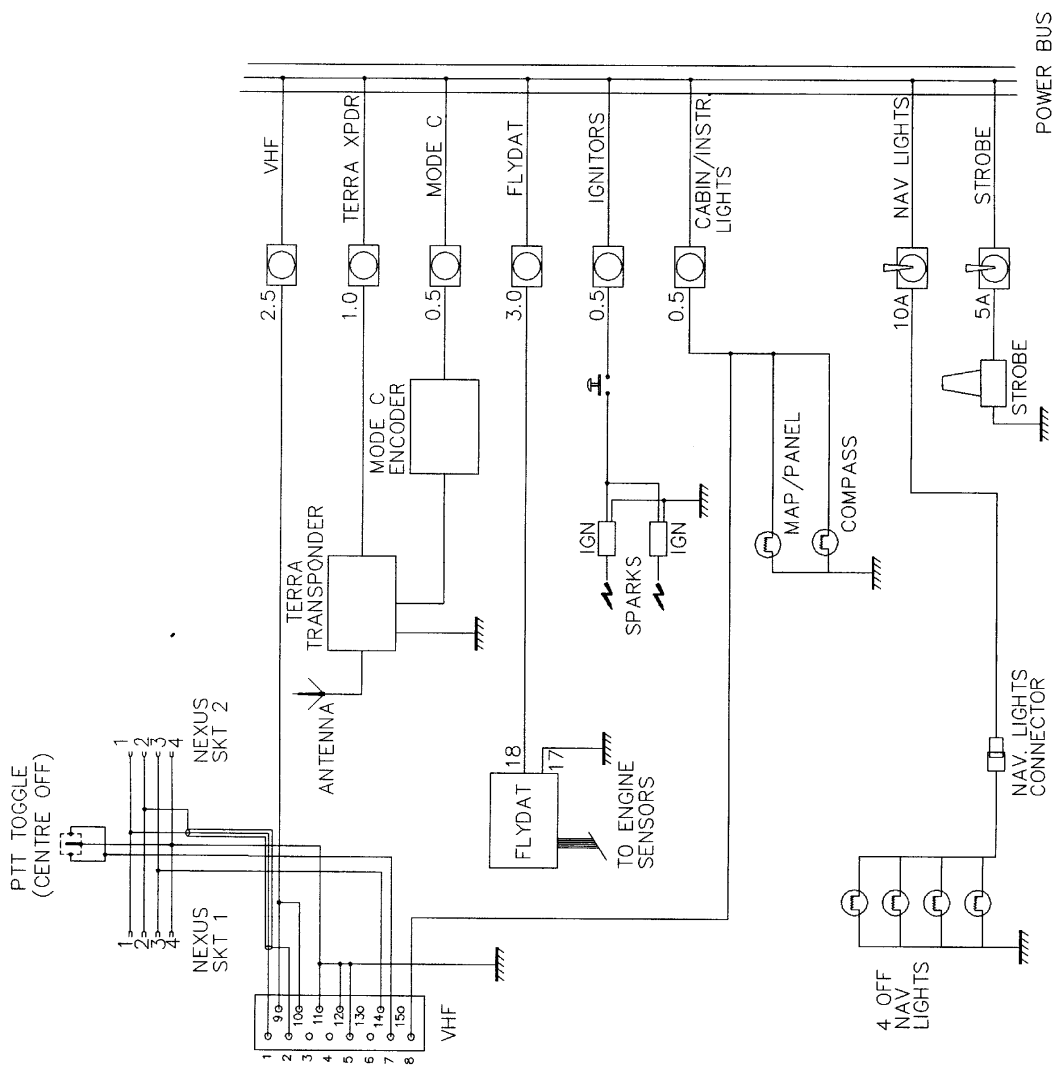 PTT TOGGLE
(CENTRE OFF)
1
2
3
4
NEXUS
SKT 1
1
2
3
4
NEXUS
SKT 2
1
2
3
4
5
6
7
8
9
10
11
12
13
14
15
VHF
ANTENNA
TERRA
TRANSPONDER
MODE C
ENCODER
FLYDAT
18
17
TO ENGINE
SENSORS
SPARKS
IGN
IGN
MAP/PANEL
COMPASS
4 OFF
NAV
LIGHTS
NAV. LIGHTS
CONNECTOR
STROBE
2.5
VHF
1.0
TERRA XPDR
0.5
MODE C
3.0
FLYDAT
0.5
IGNITORS
0.5
CABIN/INSTR.
LIGHTS
10A
NAV LIGHTS
5A
STROBE
POWER BUS